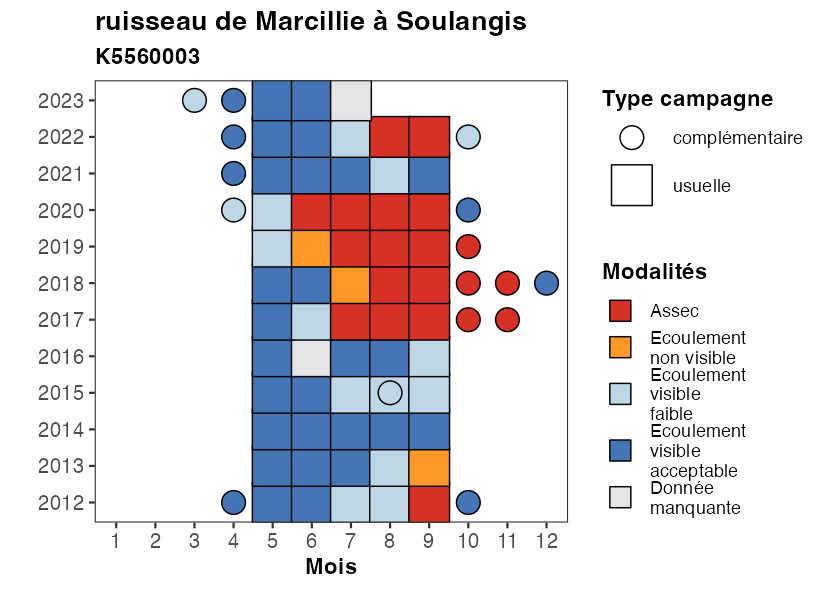 ruisseau de Marcillie à Soulangis
K5560003
2023
2022
2021
2020
2019
2018
2017
2016
2015
2014
2013
2012
1 2 3 4 5 6 7 8 9 10 11 12
Mois
Type campagne
complémentaire
usuelle
Modalités
Assec
Ecoulement
non visible
Ecoulement
visible
faible
Ecoulement
visible
acceptable
Donnée
manquante